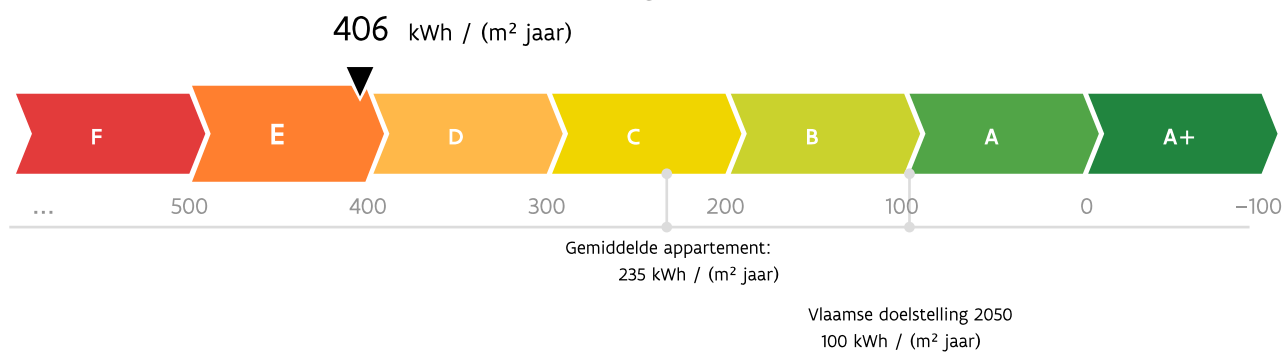 406 kWh / (m² jaar)
F E D C B A A+
... 500 400 300 200 100 0 −100
Gemiddelde appartement:
235 kWh / (m² jaar)
Vlaamse doelstelling 2050
100 kWh / (m² jaar)